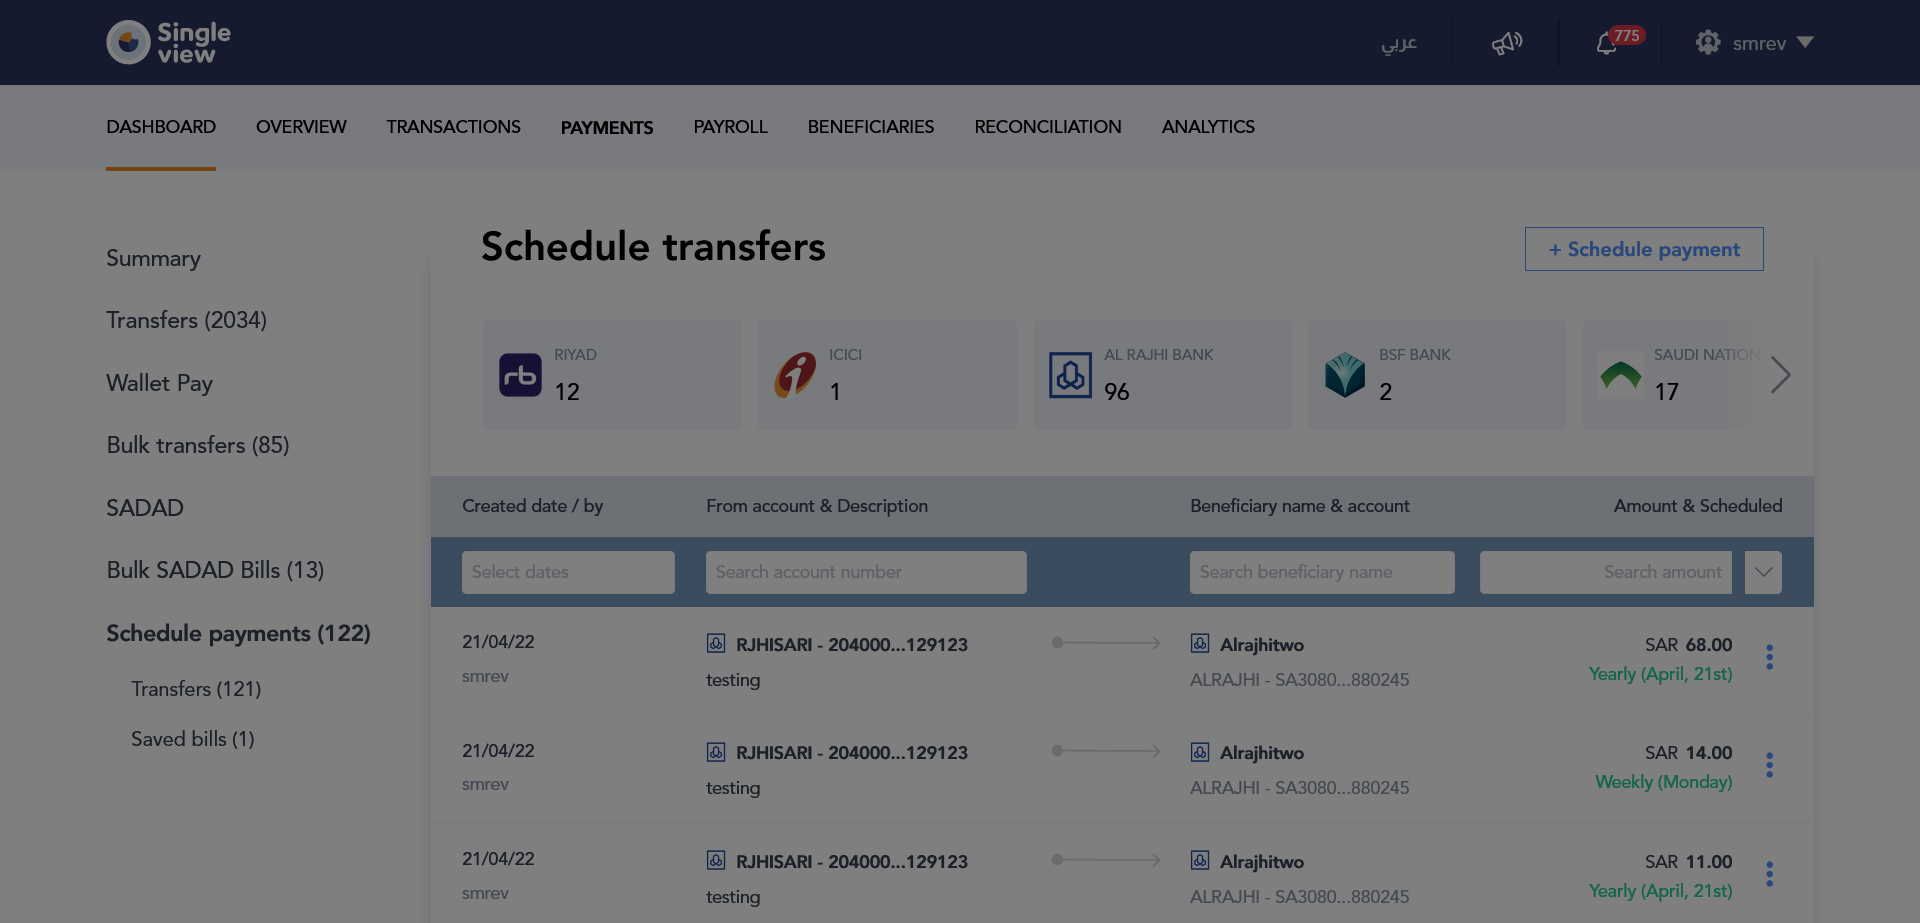 Single
view
عربي
775
smrev
DASHBOARD OVERVIEW TRANSACTIONS PAYMENTS PAYROLL BENEFICIARIES RECONCILIATION ANALYTICS
Summary
Transfers (2034)
Wallet Pay
Bulk transfers (85)
SADAD
Bulk SADAD Bills (13)
Schedule payments (122)
Transfers (121)
Saved bills (1)
Schedule transfers
+ Schedule payment
rb
RIYAD
12
ICICI
1
AL RAJHI BANK
96
BSF BANK
2
SAUDI NATION
17
Created date / by From account & Description Beneficiary name & account Amount & Scheduled
Select dates Search account number Search beneficiary name Search amount
21/04/22 RJHISARI - 204000...129123 Alrajhitwo SAR 68.00
smrev testing ALRAJHI - SA3080...880245 Yearly (April, 21st)
21/04/22 RJHISARI - 204000...129123 Alrajhitwo SAR 14.00
smrev testing ALRAJHI - SA3080...880245 Weekly (Monday)
21/04/22 RJHISARI - 204000...129123 Alrajhitwo SAR 11.00
smrev testing ALRAJHI - SA3080...880245 Yearly (April, 21st)